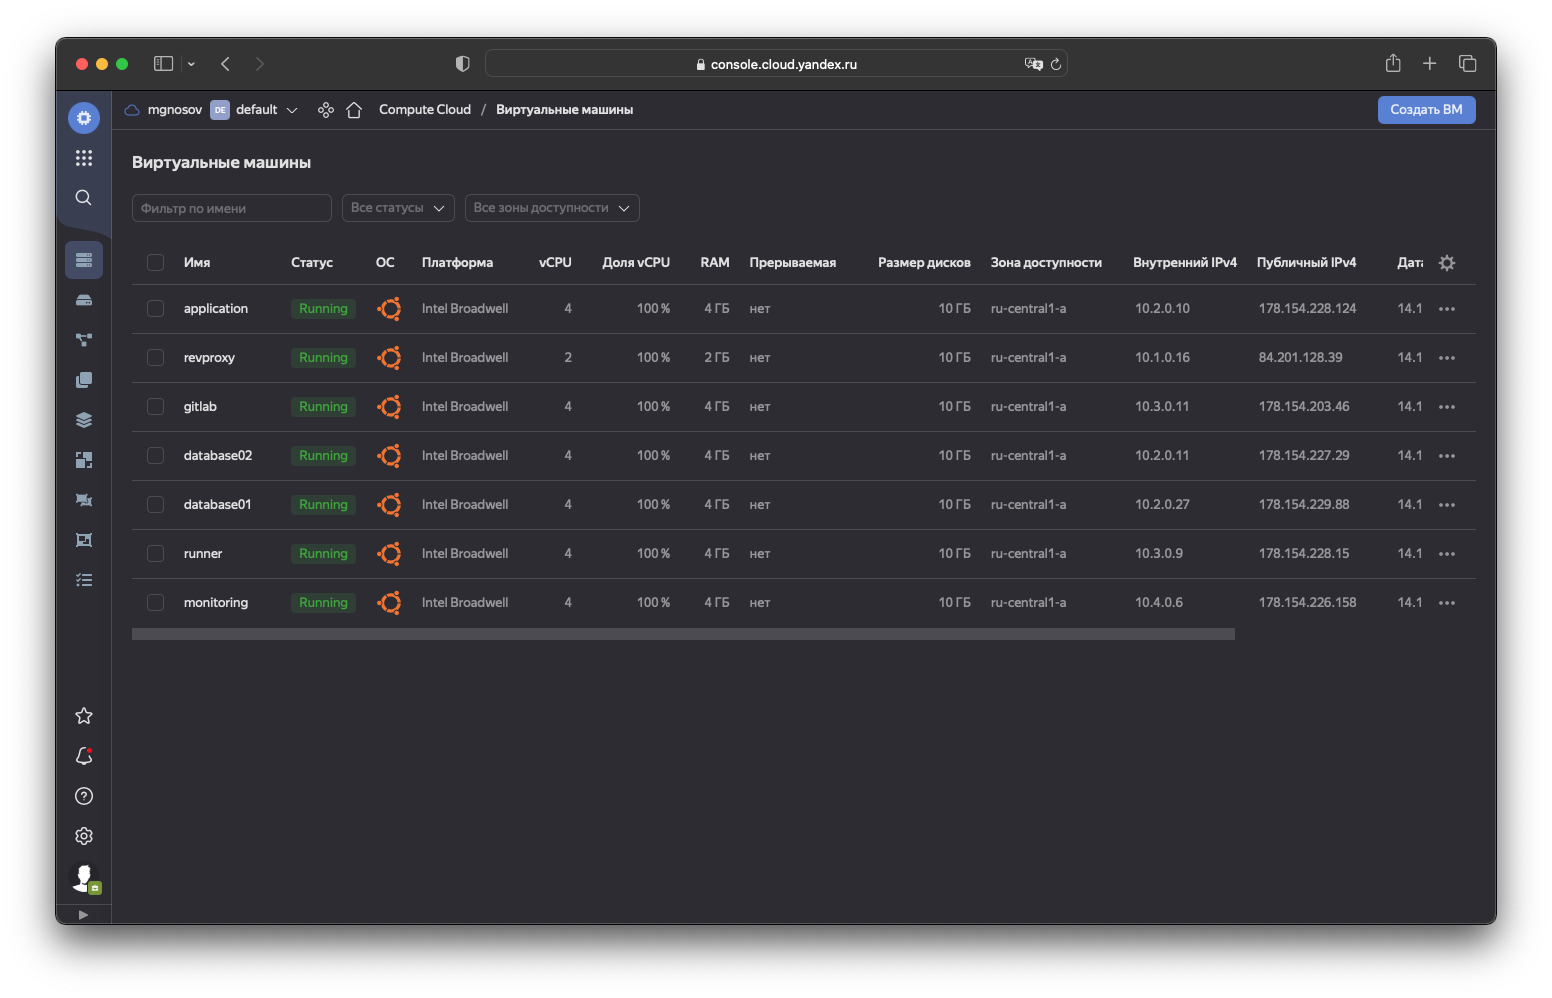 console.cloud.yandex.ru
mgnosov DE default Compute Cloud / Виртуальные машины Создать ВМ
Виртуальные машины
Фильтр по имени Все статусы Все зоны доступности
Имя Статус ОС Платформа vCPU Доля vCPU RAM Прерываемая Размер дисков Зона доступности Внутренний IPv4 Публичный IPv4 Дата
application Running Intel Broadwell 4 100 % 4 ГБ нет 10 ГБ ru-central1-a 10.2.0.10 178.154.228.124 14.1
revproxy Running Intel Broadwell 2 100 % 2 ГБ нет 10 ГБ ru-central1-a 10.1.0.16 84.201.128.39 14.1
gitlab Running Intel Broadwell 4 100 % 4 ГБ нет 10 ГБ ru-central1-a 10.3.0.11 178.154.203.46 14.1
database02 Running Intel Broadwell 4 100 % 4 ГБ нет 10 ГБ ru-central1-a 10.2.0.11 178.154.227.29 14.1
database01 Running Intel Broadwell 4 100 % 4 ГБ нет 10 ГБ ru-central1-a 10.2.0.27 178.154.229.88 14.1
runner Running Intel Broadwell 4 100 % 4 ГБ нет 10 ГБ ru-central1-a 10.3.0.9 178.154.228.15 14.1
monitoring Running Intel Broadwell 4 100 % 4 ГБ нет 10 ГБ ru-central1-a 10.4.0.6 178.154.226.158 14.1